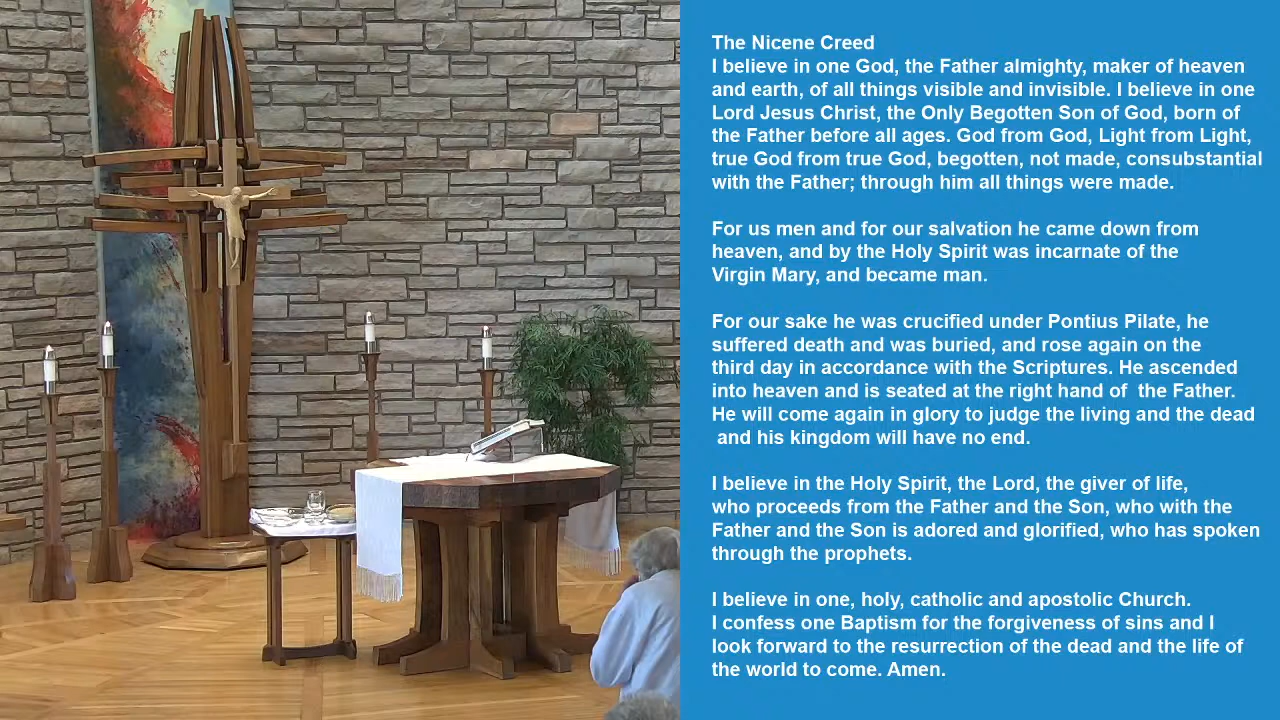 The Nicene Creed
I believe in one God, the Father almighty, maker of heaven
and earth, of all things visible and invisible. I believe in one
Lord Jesus Christ, the Only Begotten Son of God, born of
the Father before all ages. God from God, Light from Light,
true God from true God, begotten, not made, consubstantial
with the Father; through him all things were made.
For us men and for our salvation he came down from
heaven, and by the Holy Spirit was incarnate of the
Virgin Mary, and became man.
For our sake he was crucified under Pontius Pilate, he
suffered death and was buried, and rose again on the
third day in accordance with the Scriptures. He ascended
into heaven and is seated at the right hand of  the Father.
He will come again in glory to judge the living and the dead
and his kingdom will have no end.
I believe in the Holy Spirit, the Lord, the giver of life,
who proceeds from the Father and the Son, who with the
Father and the Son is adored and glorified, who has spoken
through the prophets.
I believe in one, holy, catholic and apostolic Church.
I confess one Baptism for the forgiveness of sins and I
look forward to the resurrection of the dead and the life of
the world to come. Amen.